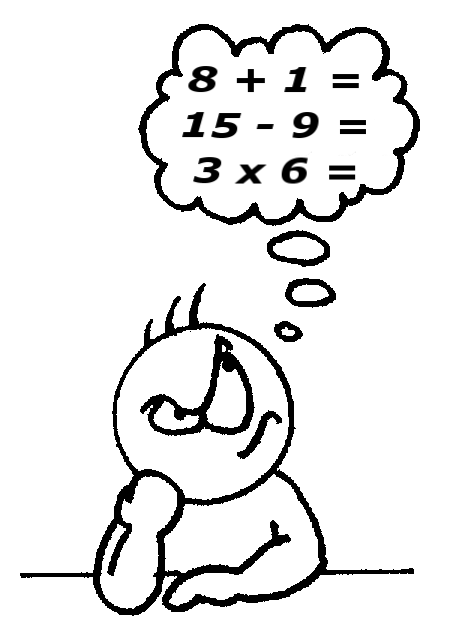 8 + 1 =
15 - 9 =
3 x 6 =